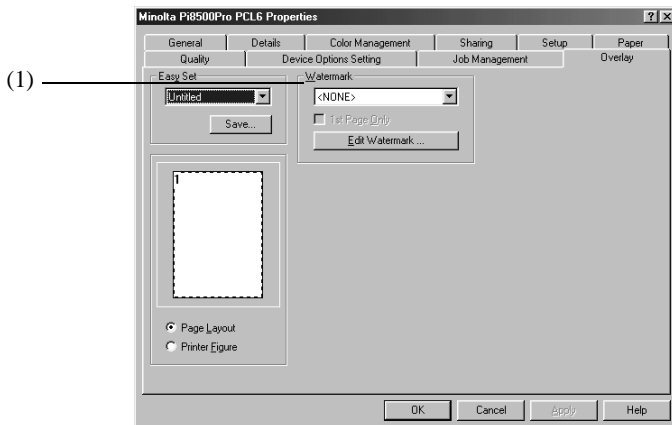 Minolta Pi8500Pro PCL6 Properties
General Details Color Management Sharing Setup Paper
Quality Device Options Setting Job Management Overlay
(1)
Easy Set
Untitled
Save...
Watermark
<NONE>
1st Page Only
Edit Watermark ...
1
Page Layout
Printer Figure
OK Cancel Apply Help